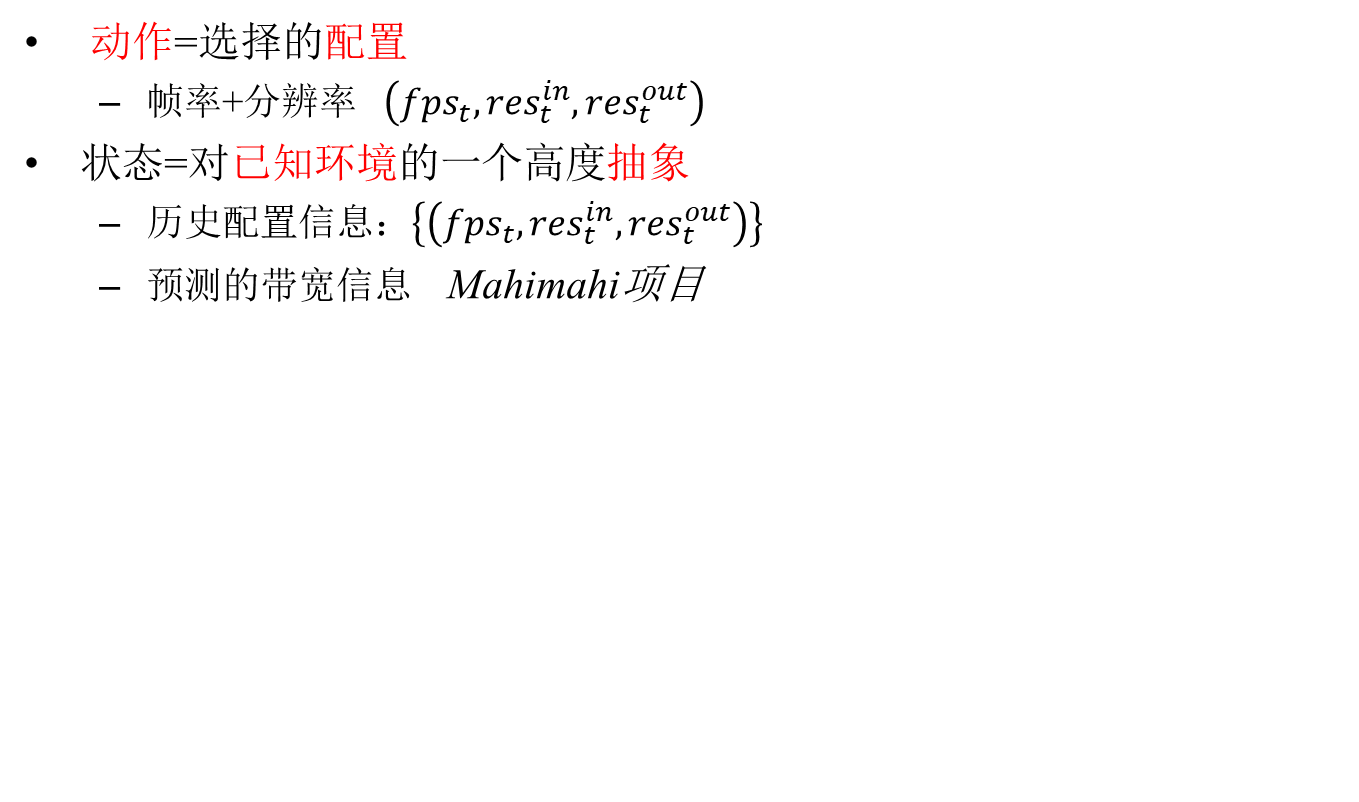 • 动作=选择的配置
– 帧率+分辨率 $(fps_t, res_t^{in}, res_t^{out})$
• 状态=对已知环境的一个高度抽象
– 历史配置信息：$\{(fps_t, res_t^{in}, res_t^{out})\}$
– 预测的带宽信息 Mahimahi项目